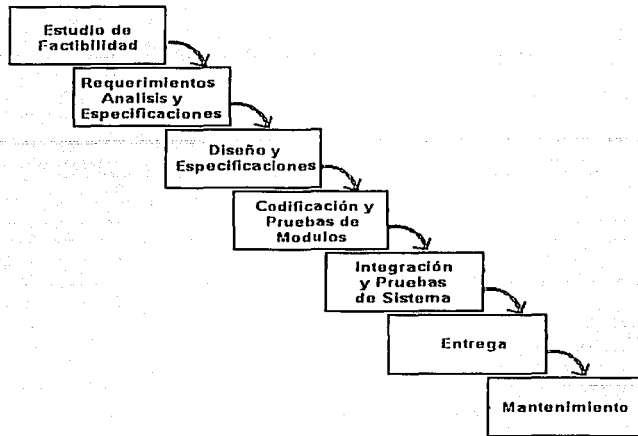 Estudio de
Factibilidad
Requerimientos
Analisis y
Especificaciones
Diseño y
Especificaciones
Codificación y
Pruebas de
Modulos
Integración
y Pruebas
de Sistema
Entrega
Mantenimiento